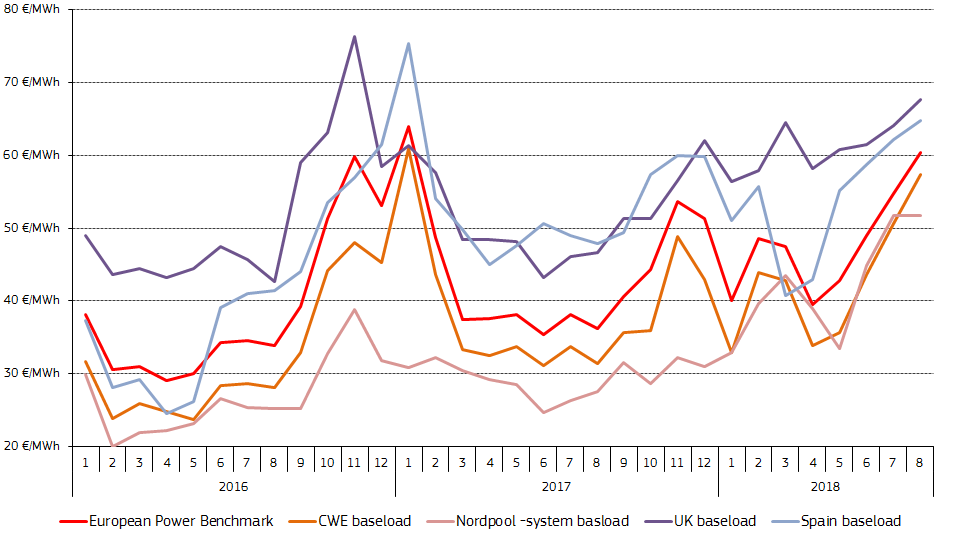 80 €/MWh
70 €/MWh
60 €/MWh
50 €/MWh
40 €/MWh
30 €/MWh
20 €/MWh
1 2 3 4 5 6 7 8 9 10 11 12 1 2 3 4 5 6 7 8 9 10 11 12 1 2 3 4 5 6 7 8
2016 2017 2018
European Power Benchmark CWE baseload Nordpool -system basload UK baseload Spain baseload